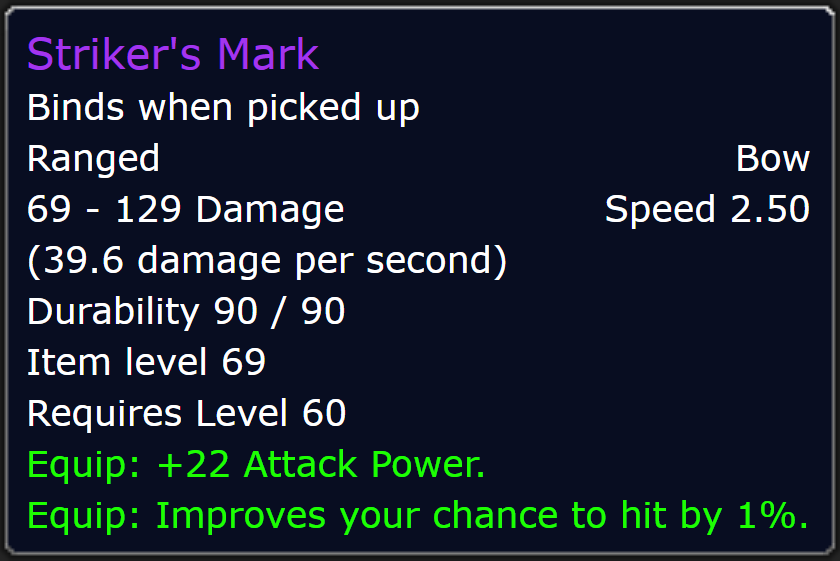 Striker's Mark
Binds when picked up
Ranged Bow
69 - 129 Damage Speed 2.50
(39.6 damage per second)
Durability 90 / 90
Item level 69
Requires Level 60
Equip: +22 Attack Power.
Equip: Improves your chance to hit by 1%.